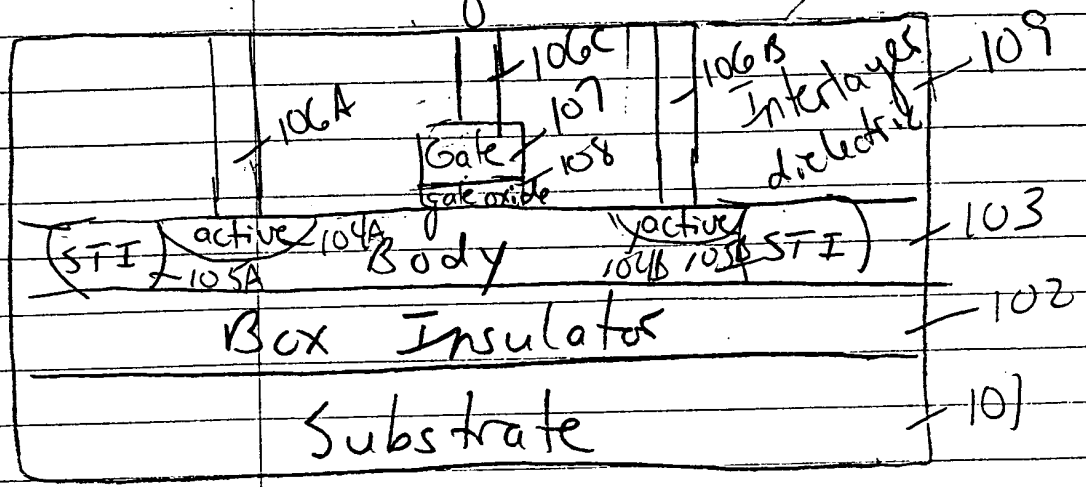 106C
106B
109
Interlayer
dielectric
106A
107
Gate
108
gate oxide
STI
active
104A
Body
active
STI
103
105A
104B
105B
Box Insulator
102
Substrate
101